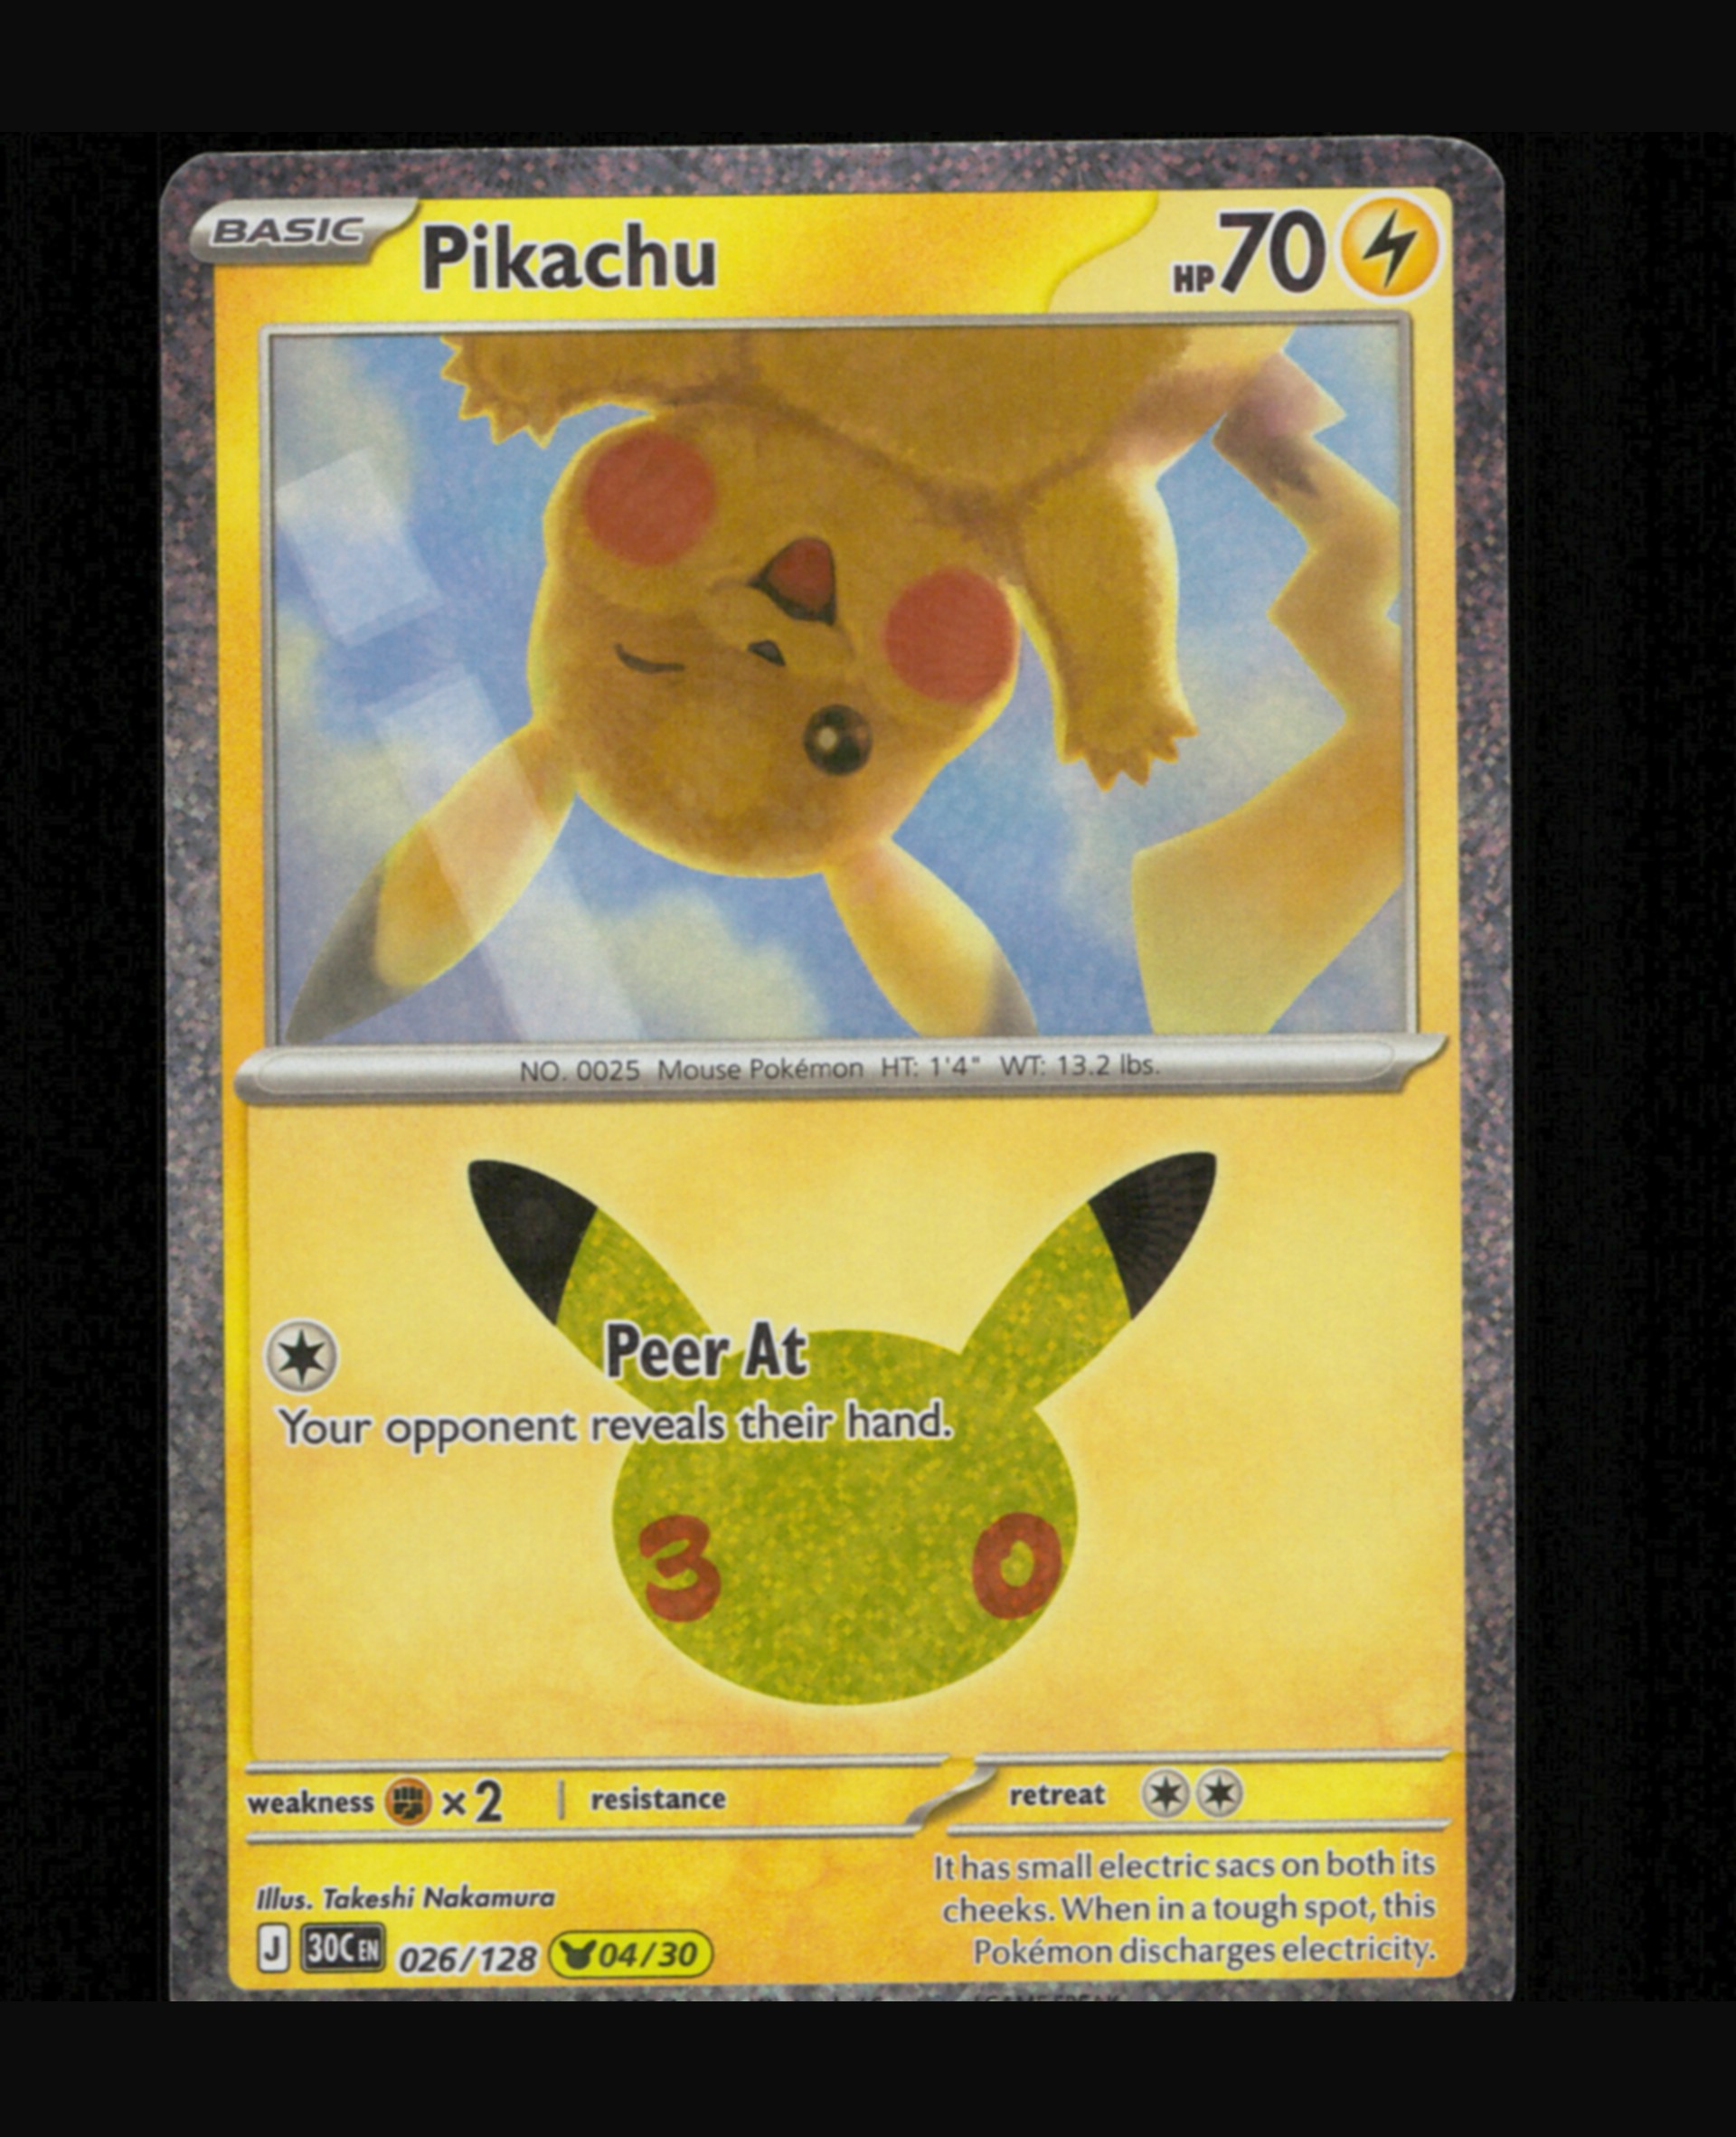 BASIC
Pikachu
HP 70
NO. 0025 Mouse Pokémon HT: 1'4" WT: 13.2 lbs.
Peer At
Your opponent reveals their hand.
3 0
weakness ×2 resistance retreat
It has small electric sacs on both its
cheeks. When in a tough spot, this
Pokémon discharges electricity.
Illus. Takeshi Nakamura
J 30C EN 026/128 04/30